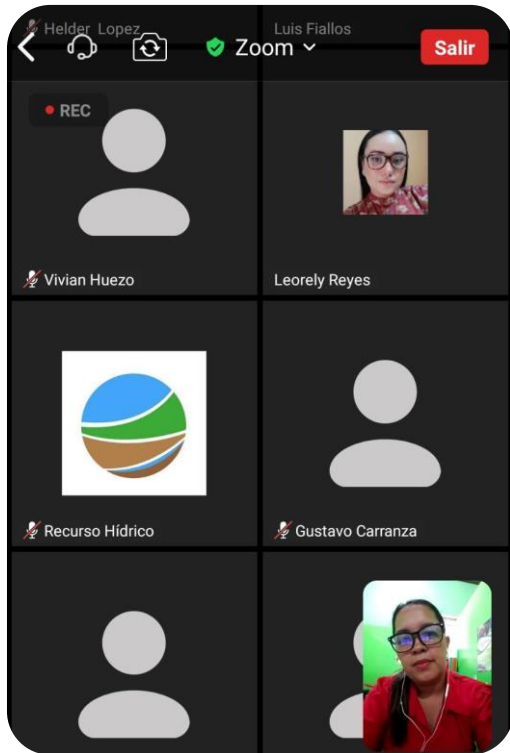 Helder Lopez
Luis Fiallos
Zoom
Salir
REC
Vivian Huezo
Leorely Reyes
Recurso Hídrico
Gustavo Carranza